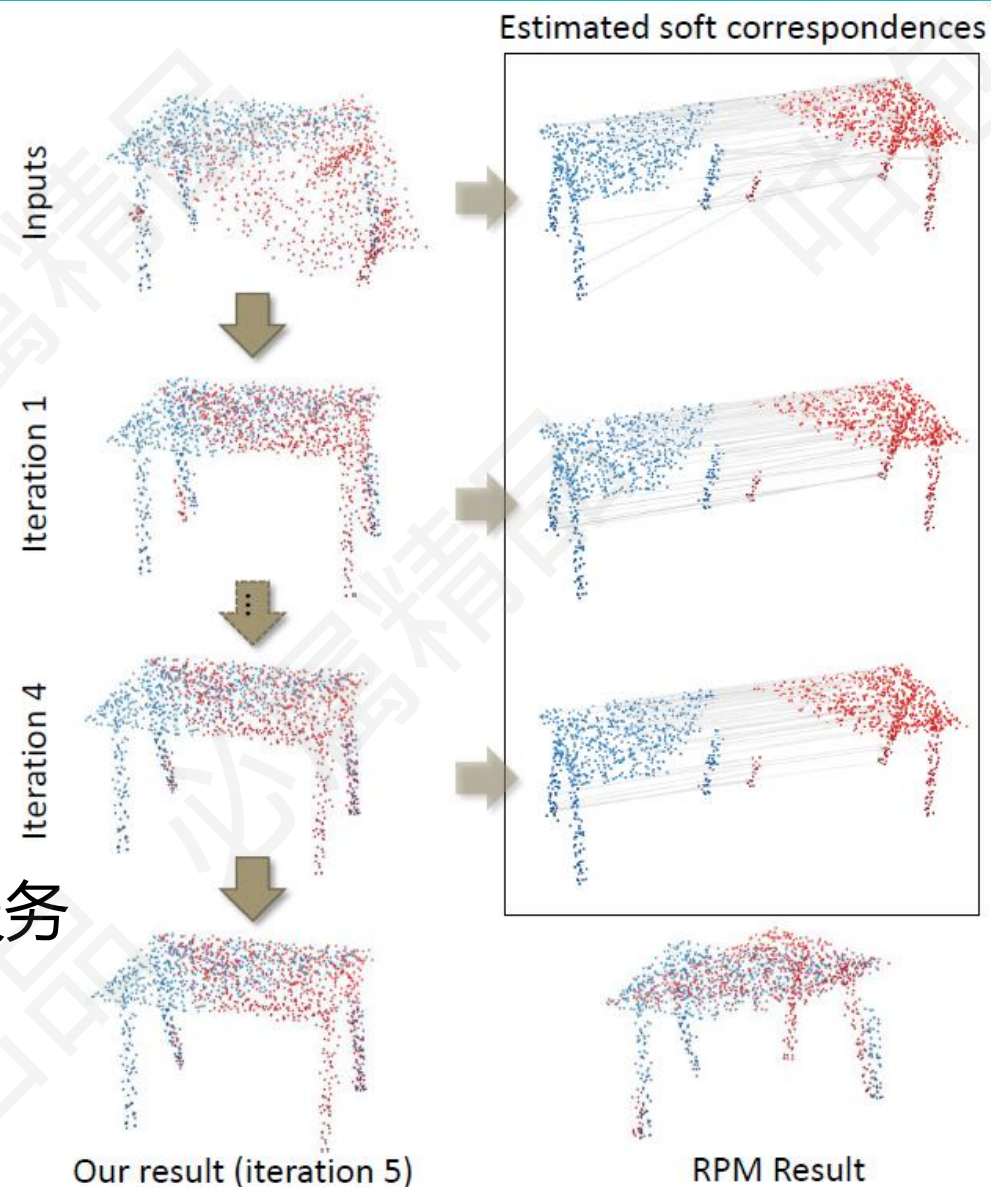 Estimated soft correspondences
Inputs
Iteration 1
Iteration 4
务
Our result (iteration 5)
RPM Result